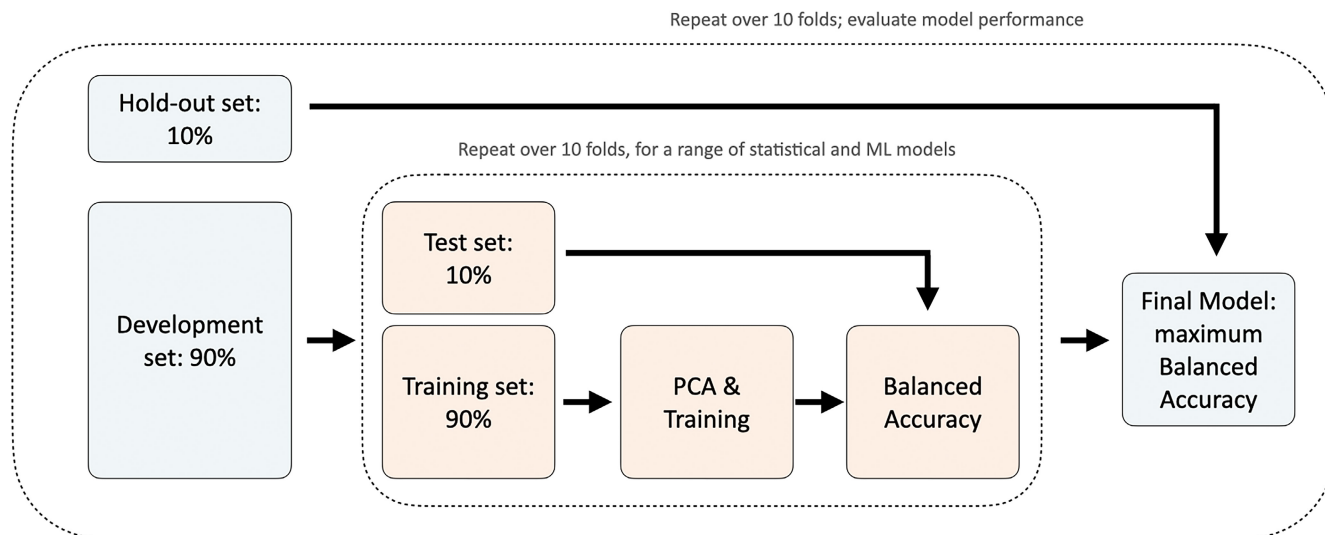 Repeat over 10 folds; evaluate model performance
Hold-out set:
10%
Repeat over 10 folds, for a range of statistical and ML models
Test set:
10%
Development
set: 90%
Training set:
90%
PCA &
Training
Balanced
Accuracy
Final Model:
maximum
Balanced
Accuracy